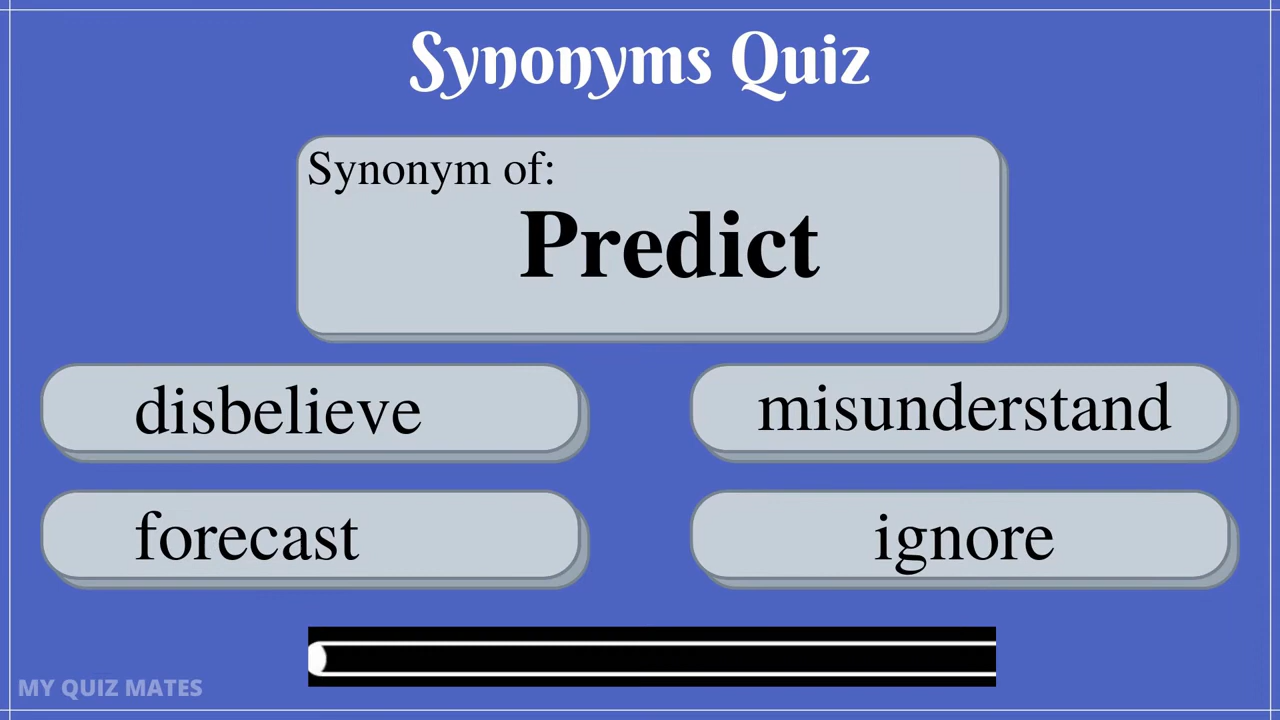 Synonyms Quiz
Synonym of:
Predict
disbelieve
misunderstand
forecast
ignore
MY QUIZ MATES